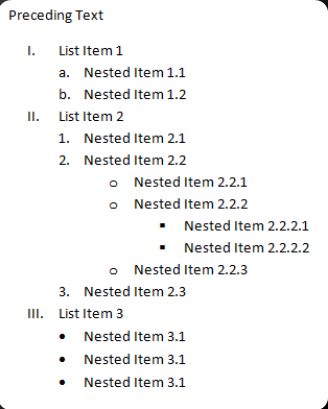 Preceding Text
I. List Item 1
a. Nested Item 1.1
b. Nested Item 1.2
II. List Item 2
1. Nested Item 2.1
2. Nested Item 2.2
o Nested Item 2.2.1
o Nested Item 2.2.2
▪ Nested Item 2.2.2.1
▪ Nested Item 2.2.2.2
o Nested Item 2.2.3
3. Nested Item 2.3
III. List Item 3
• Nested Item 3.1
• Nested Item 3.1
• Nested Item 3.1